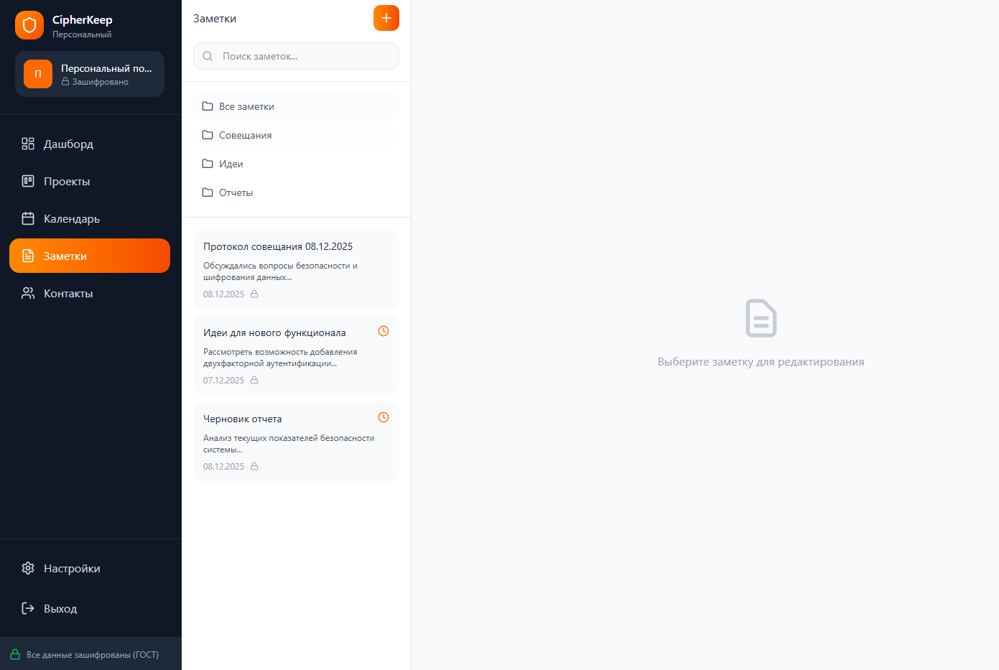 CipherKeep
Персональный
П
Персональный по...
Зашифровано
Дашборд
Проекты
Календарь
Заметки
Контакты
Настройки
Выход
Все данные зашифрованы (ГОСТ)
Заметки
Поиск заметок...
Все заметки
Совещания
Идеи
Отчеты
Протокол совещания 08.12.2025
Обсуждались вопросы безопасности и
шифрования данных...
08.12.2025
Идеи для нового функционала
Рассмотреть возможность добавления
двухфакторной аутентификации...
07.12.2025
Черновик отчета
Анализ текущих показателей безопасности
системы...
08.12.2025
Выберите заметку для редактирования